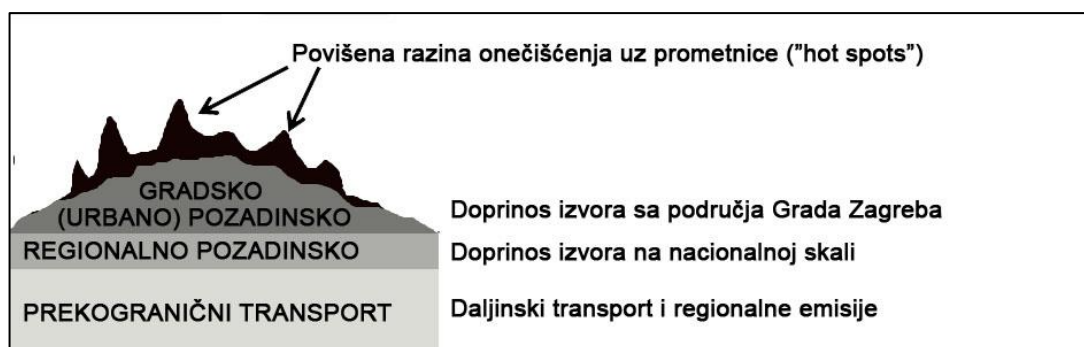 Povišena razina onečišćenja uz prometnice ("hot spots")
GRADSKO
(URBANO) POZADINSKO
Doprinos izvora sa područja Grada Zagreba
REGIONALNO POZADINSKO
Doprinos izvora na nacionalnoj skali
PREKOGRANIČNI TRANSPORT
Daljinski transport i regionalne emisije